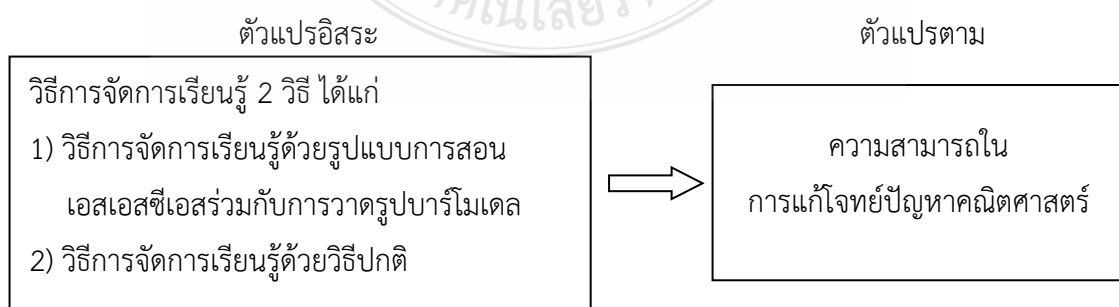 ตัวแปรอิสระ
ตัวแปรตาม
วิธีการจัดการเรียนรู้ 2 วิธี ได้แก่
1) วิธีการจัดการเรียนรู้ด้วยรูปแบบการสอน
เอสเอสซีเอสร่วมกับการวาดรูปบาร์โมเดล
2) วิธีการจัดการเรียนรู้ด้วยวิธีปกติ
ความสามารถใน
การแก้โจทย์ปัญหาคณิตศาสตร์